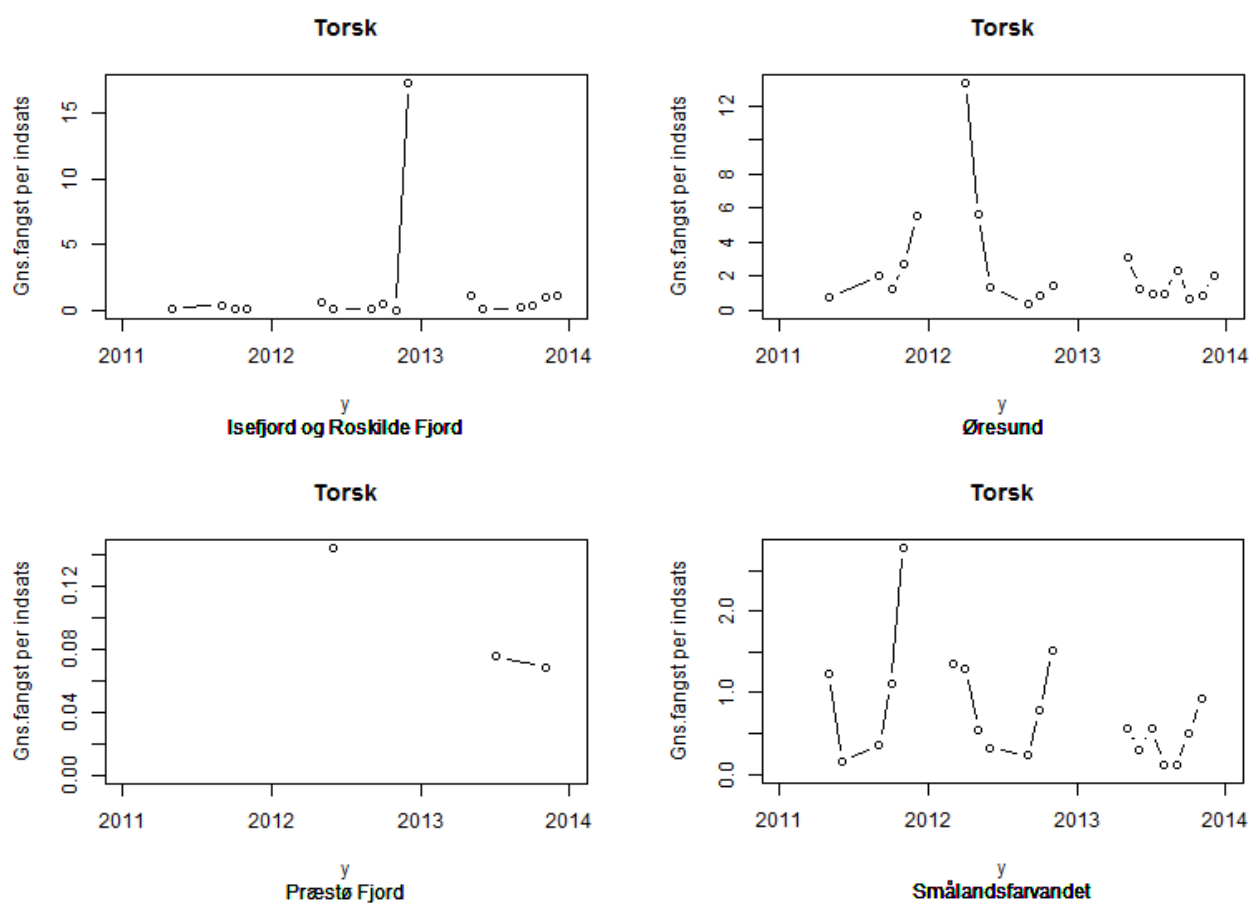 Torsk
Gns.fangst per indsats
15
10
5
0
2011 2012 2013 2014
y
Isefjord og Roskilde Fjord
Torsk
Gns.fangst per indsats
12
8
6
4
2
0
2011 2012 2013 2014
y
Øresund
Torsk
Gns.fangst per indsats
0.12
0.08
0.04
0.00
2011 2012 2013 2014
y
Præstø Fjord
Torsk
Gns.fangst per indsats
2.0
1.0
0.0
2011 2012 2013 2014
y
Smålandsfarvandet